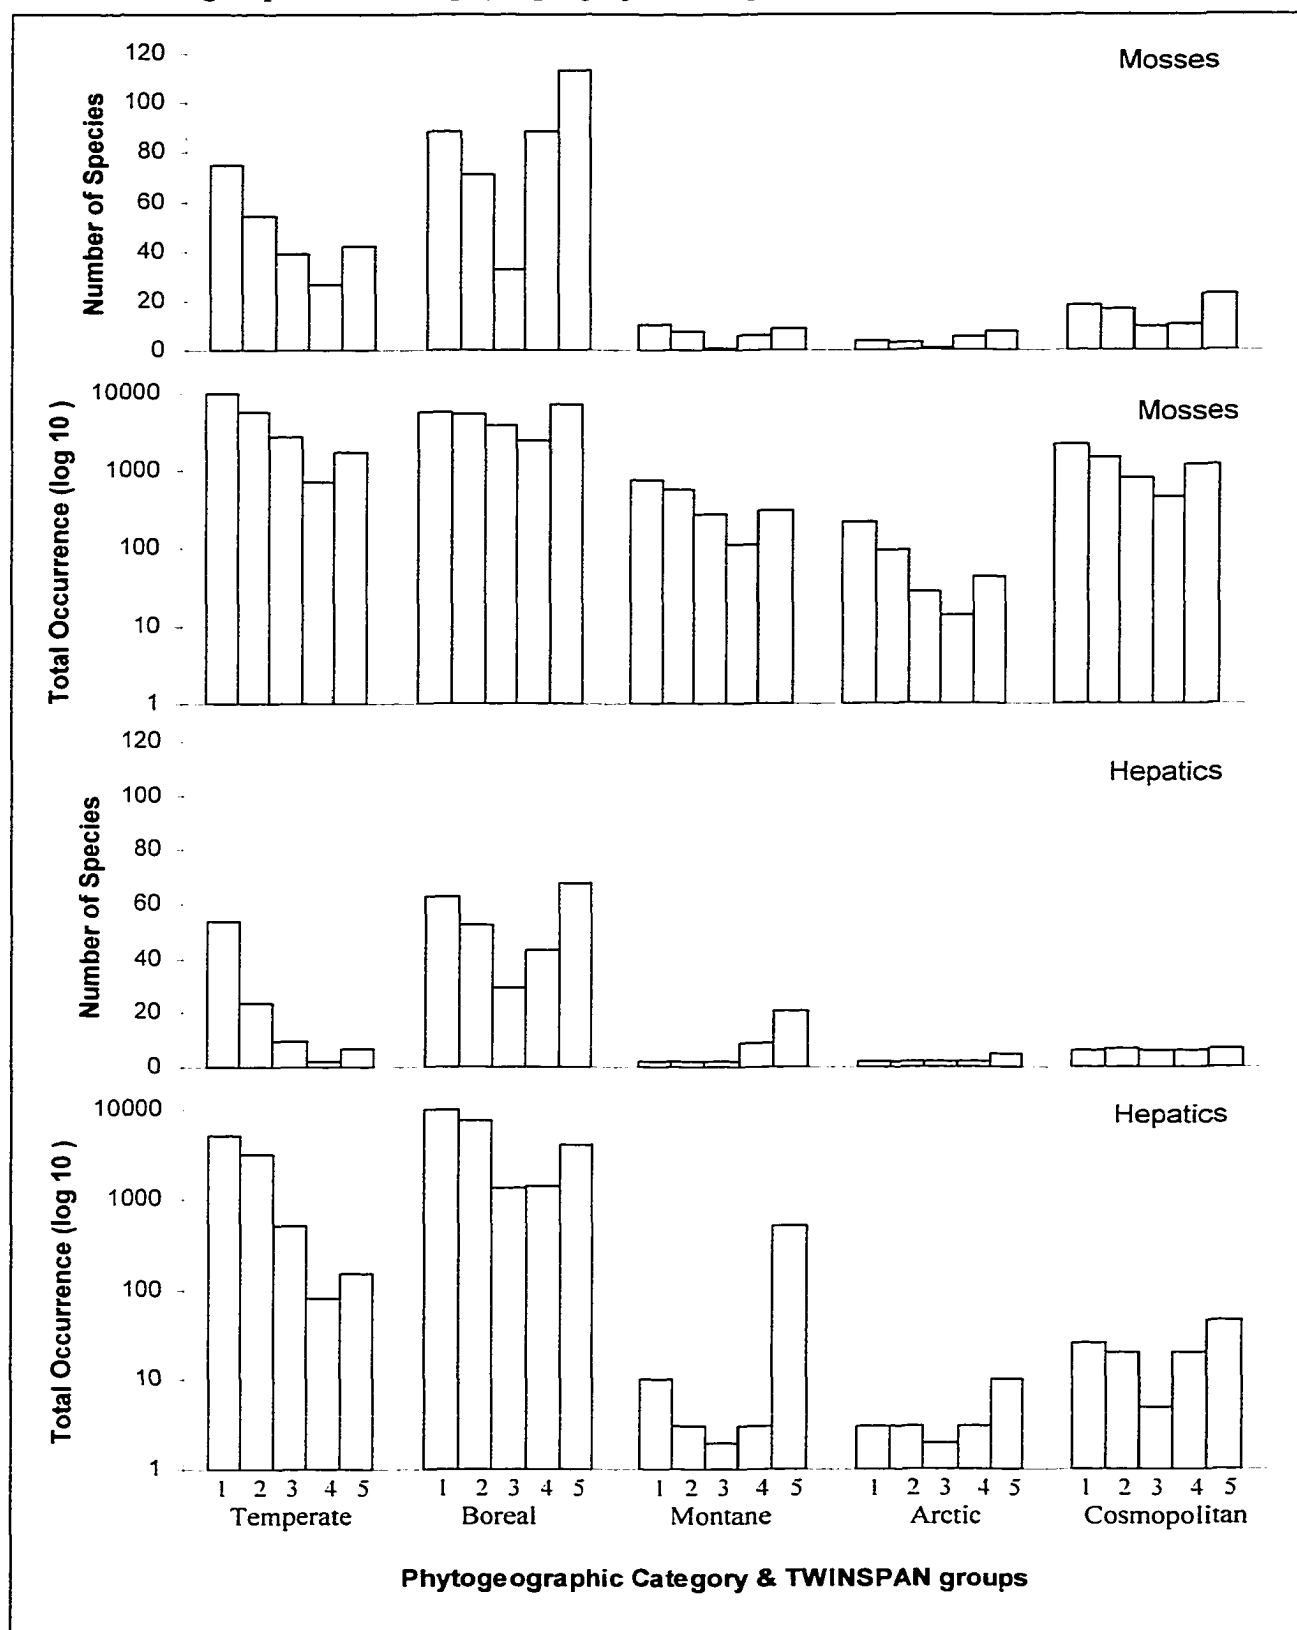 Mosses
Number of Species
120
100
80
60
40
20
0
Mosses
Total Occurrence (log 10 )
10000
1000
100
10
1
Hepatics
Number of Species
120
100
80
60
40
20
0
Hepatics
Total Occurrence (log 10 )
10000
1000
100
10
1
1 2 3 4 5 1 2 3 4 5 1 2 3 4 5 1 2 3 4 5 1 2 3 4 5
Temperate Boreal Montane Arctic Cosmopolitan
Phytogeographic Category & TWINSPAN groups